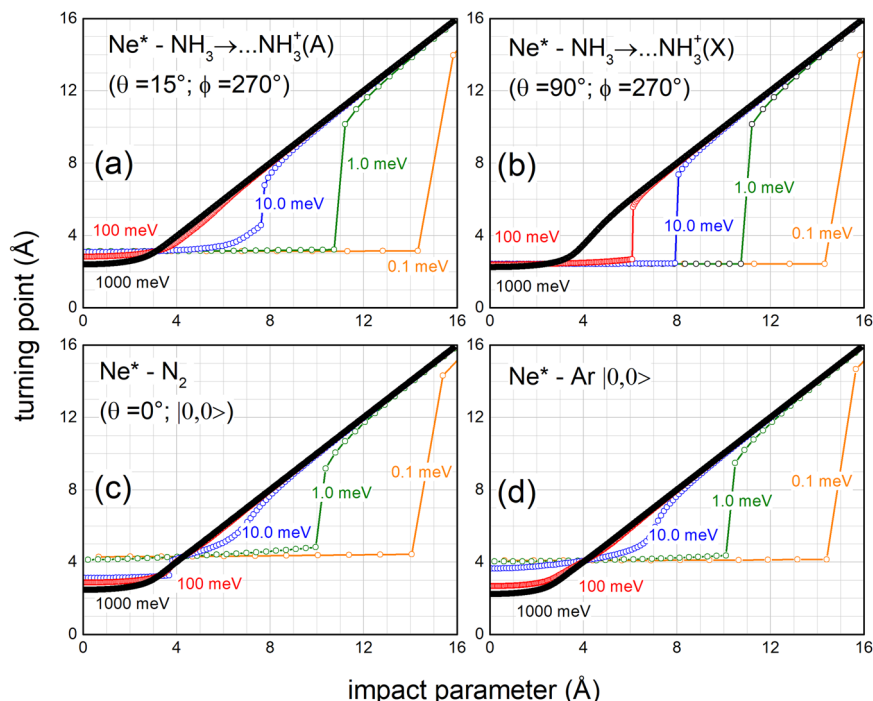 16
12
8
4
0
0 4 8 12 16
Ne* - NH₃→...NH₃⁺(A)
(θ =15°; ϕ =270°)
(a)
100 meV
1000 meV
10.0 meV
1.0 meV
0.1 meV
16
12
8
4
0
0 4 8 12 16
Ne* - NH₃→...NH₃⁺(X)
(θ =90°; ϕ =270°)
(b)
100 meV
1000 meV
10.0 meV
1.0 meV
0.1 meV
turning point (Å)
16
12
8
4
0
0 4 8 12 16
Ne* - N₂
(θ =0°; |0,0>)
(c)
10.0 meV
100 meV
1000 meV
1.0 meV
0.1 meV
16
12
8
4
0
0 4 8 12 16
Ne* - Ar |0,0>
(d)
10.0 meV
100 meV
1000 meV
1.0 meV
0.1 meV
impact parameter (Å)